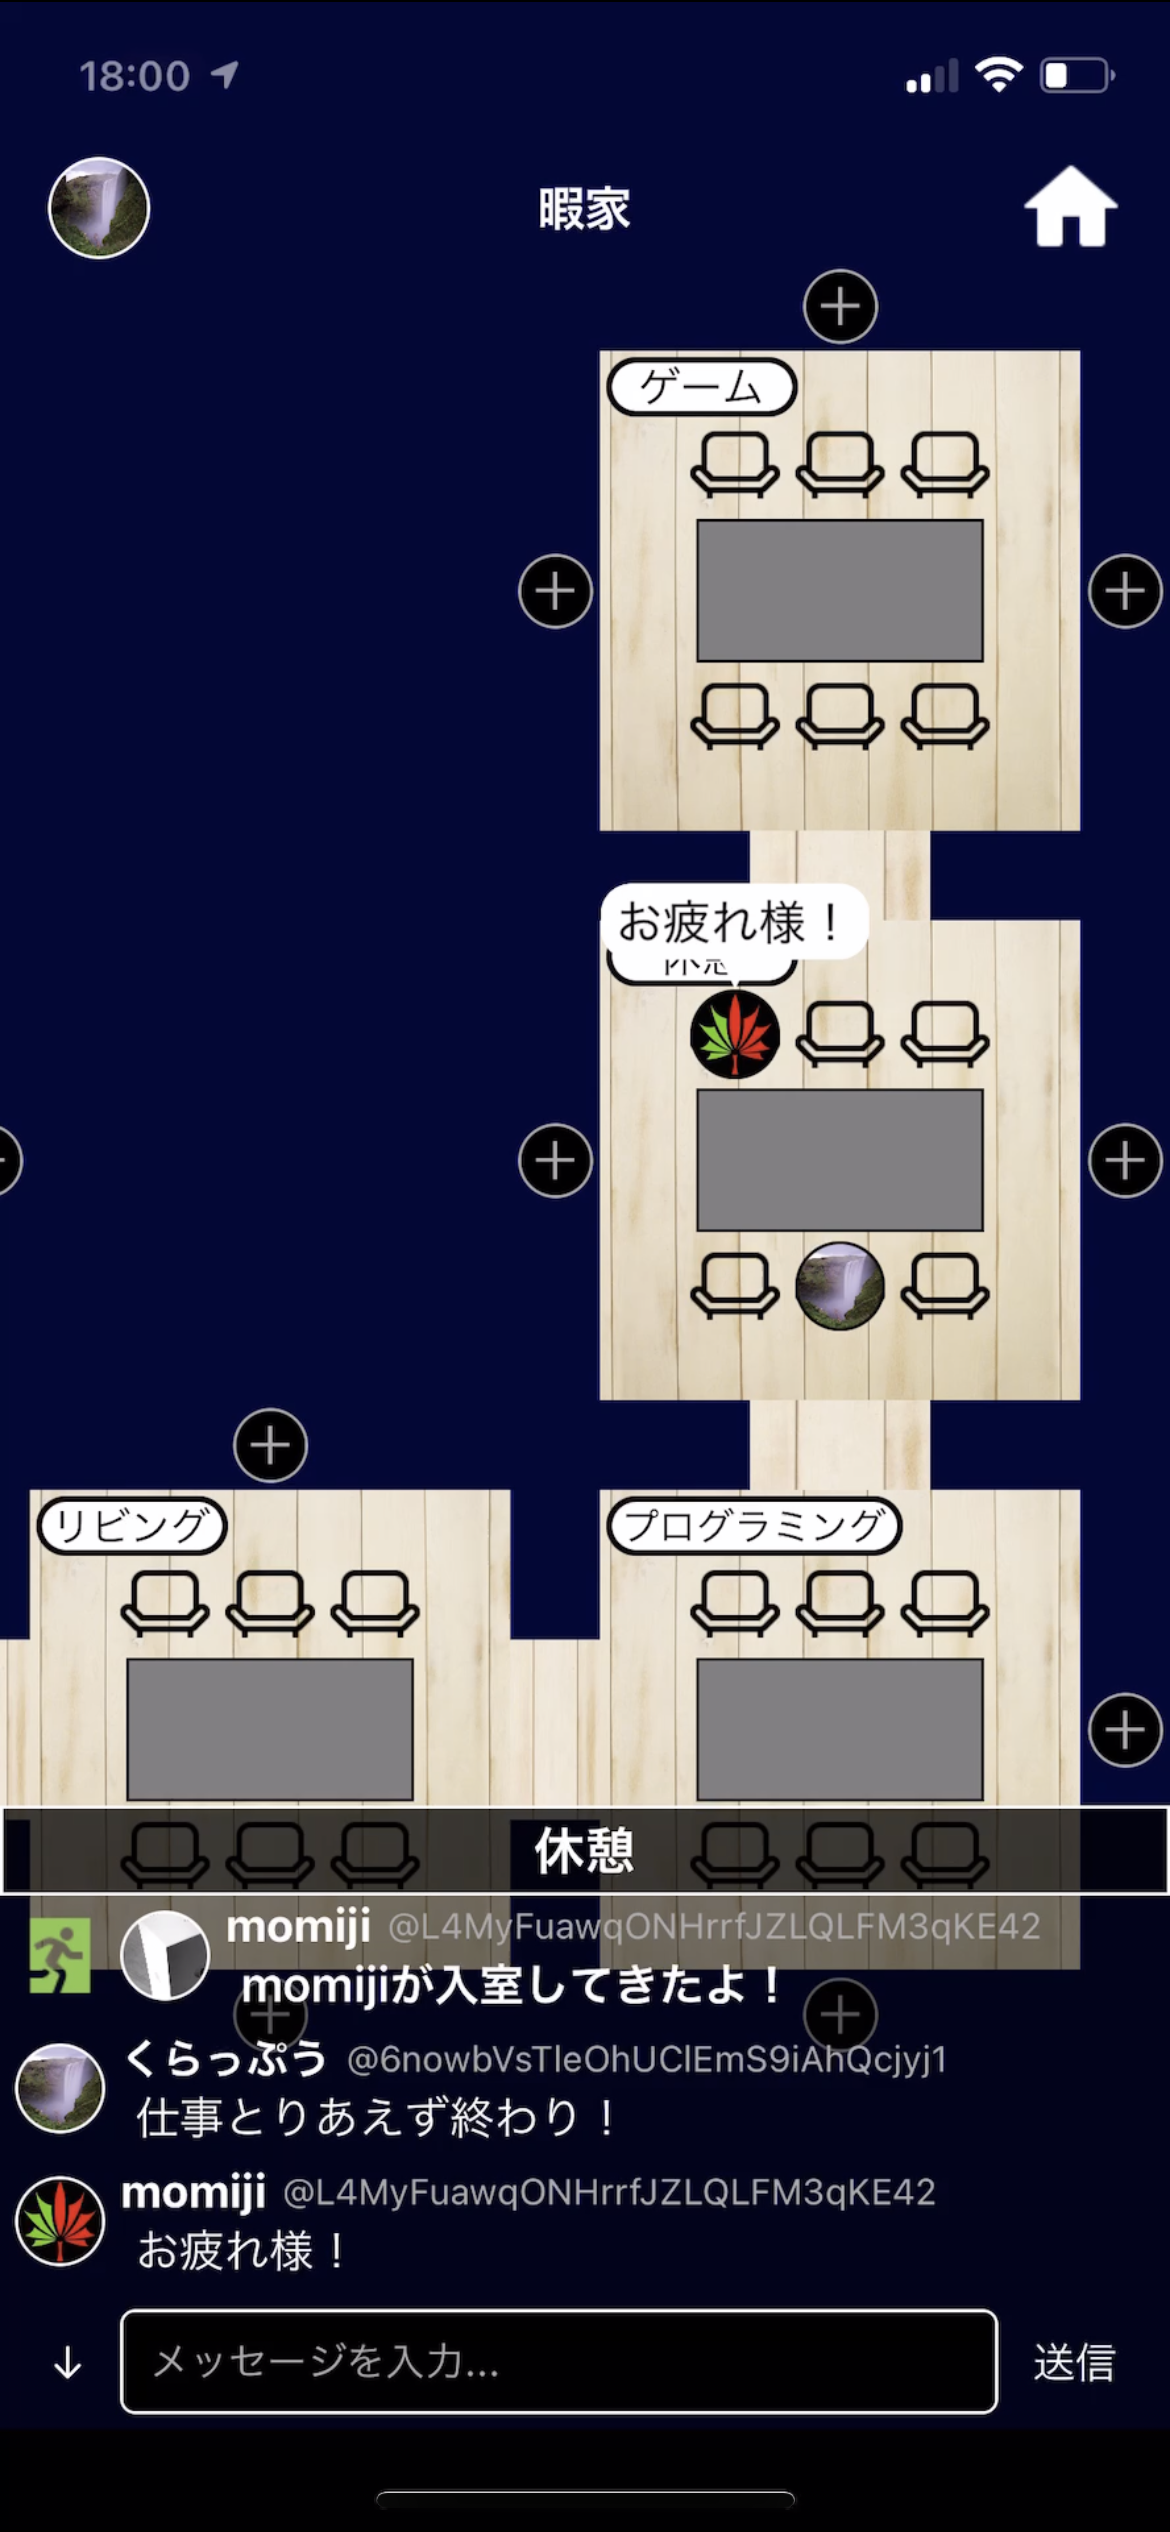 18:00
暇家
ゲーム
お疲れ様！
リビング
プログラミング
休憩
momiji @L4MyFuawqONHrrfJZLQLFM3qKE42
momijiが入室してきたよ！
くらっぷう @6nowbVsTleOhUClEmS9iAhQcjyj1
仕事とりあえず終わり！
momiji @L4MyFuawqONHrrfJZLQLFM3qKE42
お疲れ様！
メッセージを入力...
送信